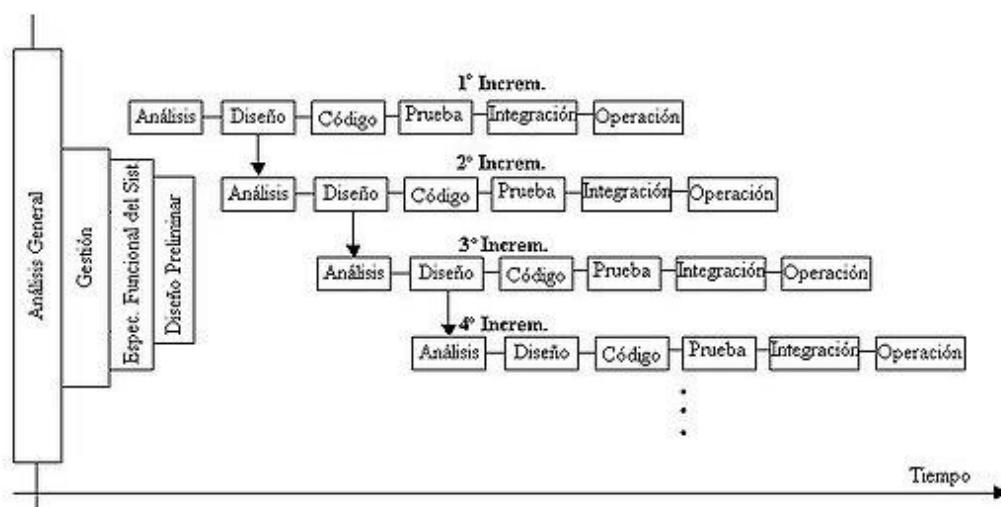 Análisis General
Gestión
Espec. Funcional del Sist.
Diseño Preliminar
1° Increm.
Análisis Diseño Código Prueba Integración Operación
2° Increm.
Análisis Diseño Código Prueba Integración Operación
3° Increm.
Análisis Diseño Código Prueba Integración Operación
4° Increm.
Análisis Diseño Código Prueba Integración Operación
Tiempo